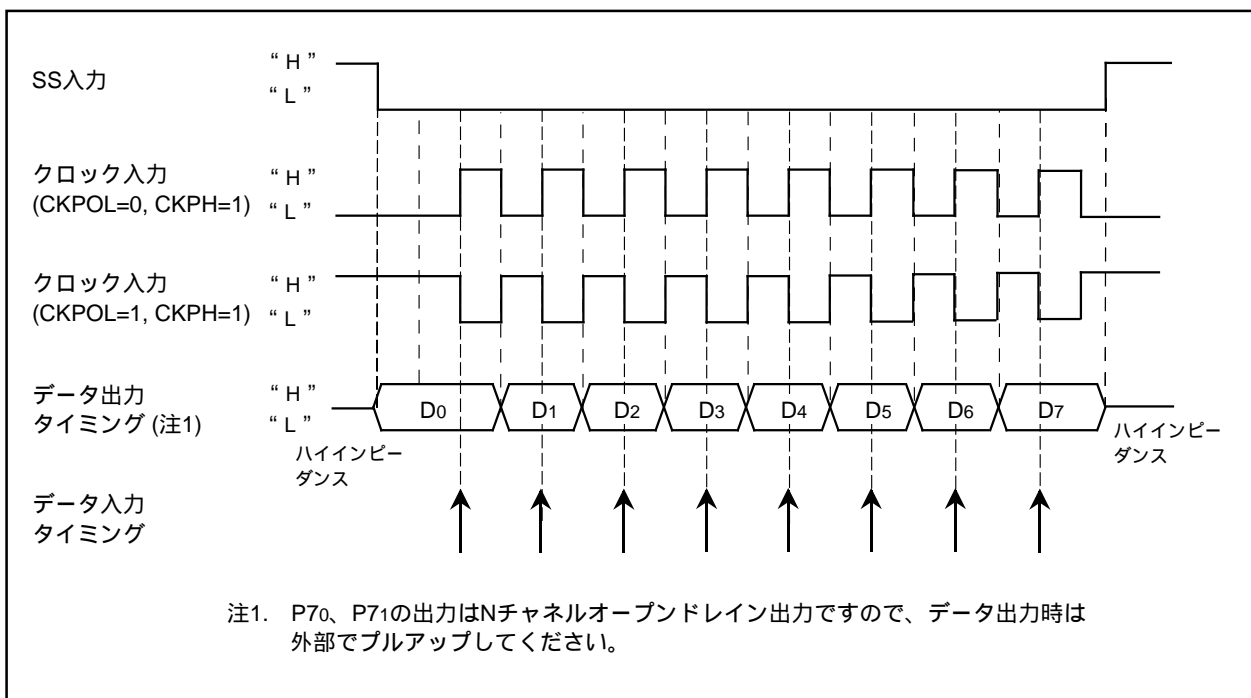 SS入力
“ H ”
“ L ”
クロック入力
(CKPOL=0, CKPH=1)
“ H ”
“ L ”
クロック入力
(CKPOL=1, CKPH=1)
“ H ”
“ L ”
データ出力
タイミング (注1)
“ H ”
“ L ”
D0 D1 D2 D3 D4 D5 D6 D7
ハイインピー
ダンス
ハイインピー
ダンス
データ入力
タイミング
注1. P70、P71の出力はNチャネルオープンドレイン出力ですので、データ出力時は
外部でプルアップしてください。